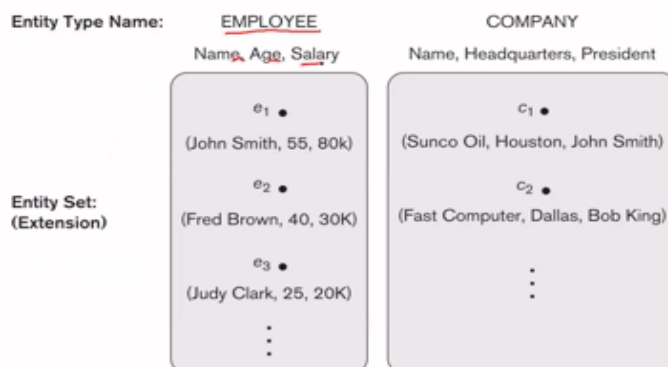 Entity Type Name: EMPLOYEE COMPANY
Name, Age, Salary Name, Headquarters, President
e1 • c1 •
(John Smith, 55, 80k) (Sunco Oil, Houston, John Smith)
Entity Set:
(Extension)
e2 • c2 •
(Fred Brown, 40, 30K) (Fast Computer, Dallas, Bob King)
e3 •
(Judy Clark, 25, 20K)